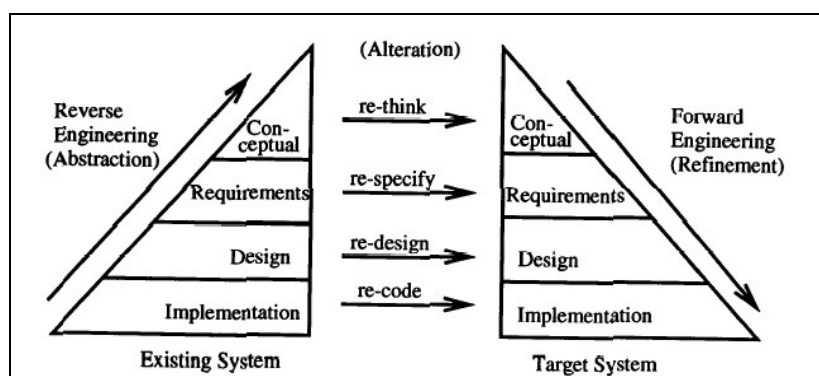 (Alteration)
Reverse
Engineering
(Abstraction)
Con-
ceptual
Requirements
Design
Implementation
Existing System
re-think
re-specify
re-design
re-code
Con-
ceptual
Requirements
Design
Implementation
Target System
Forward
Engineering
(Refinement)